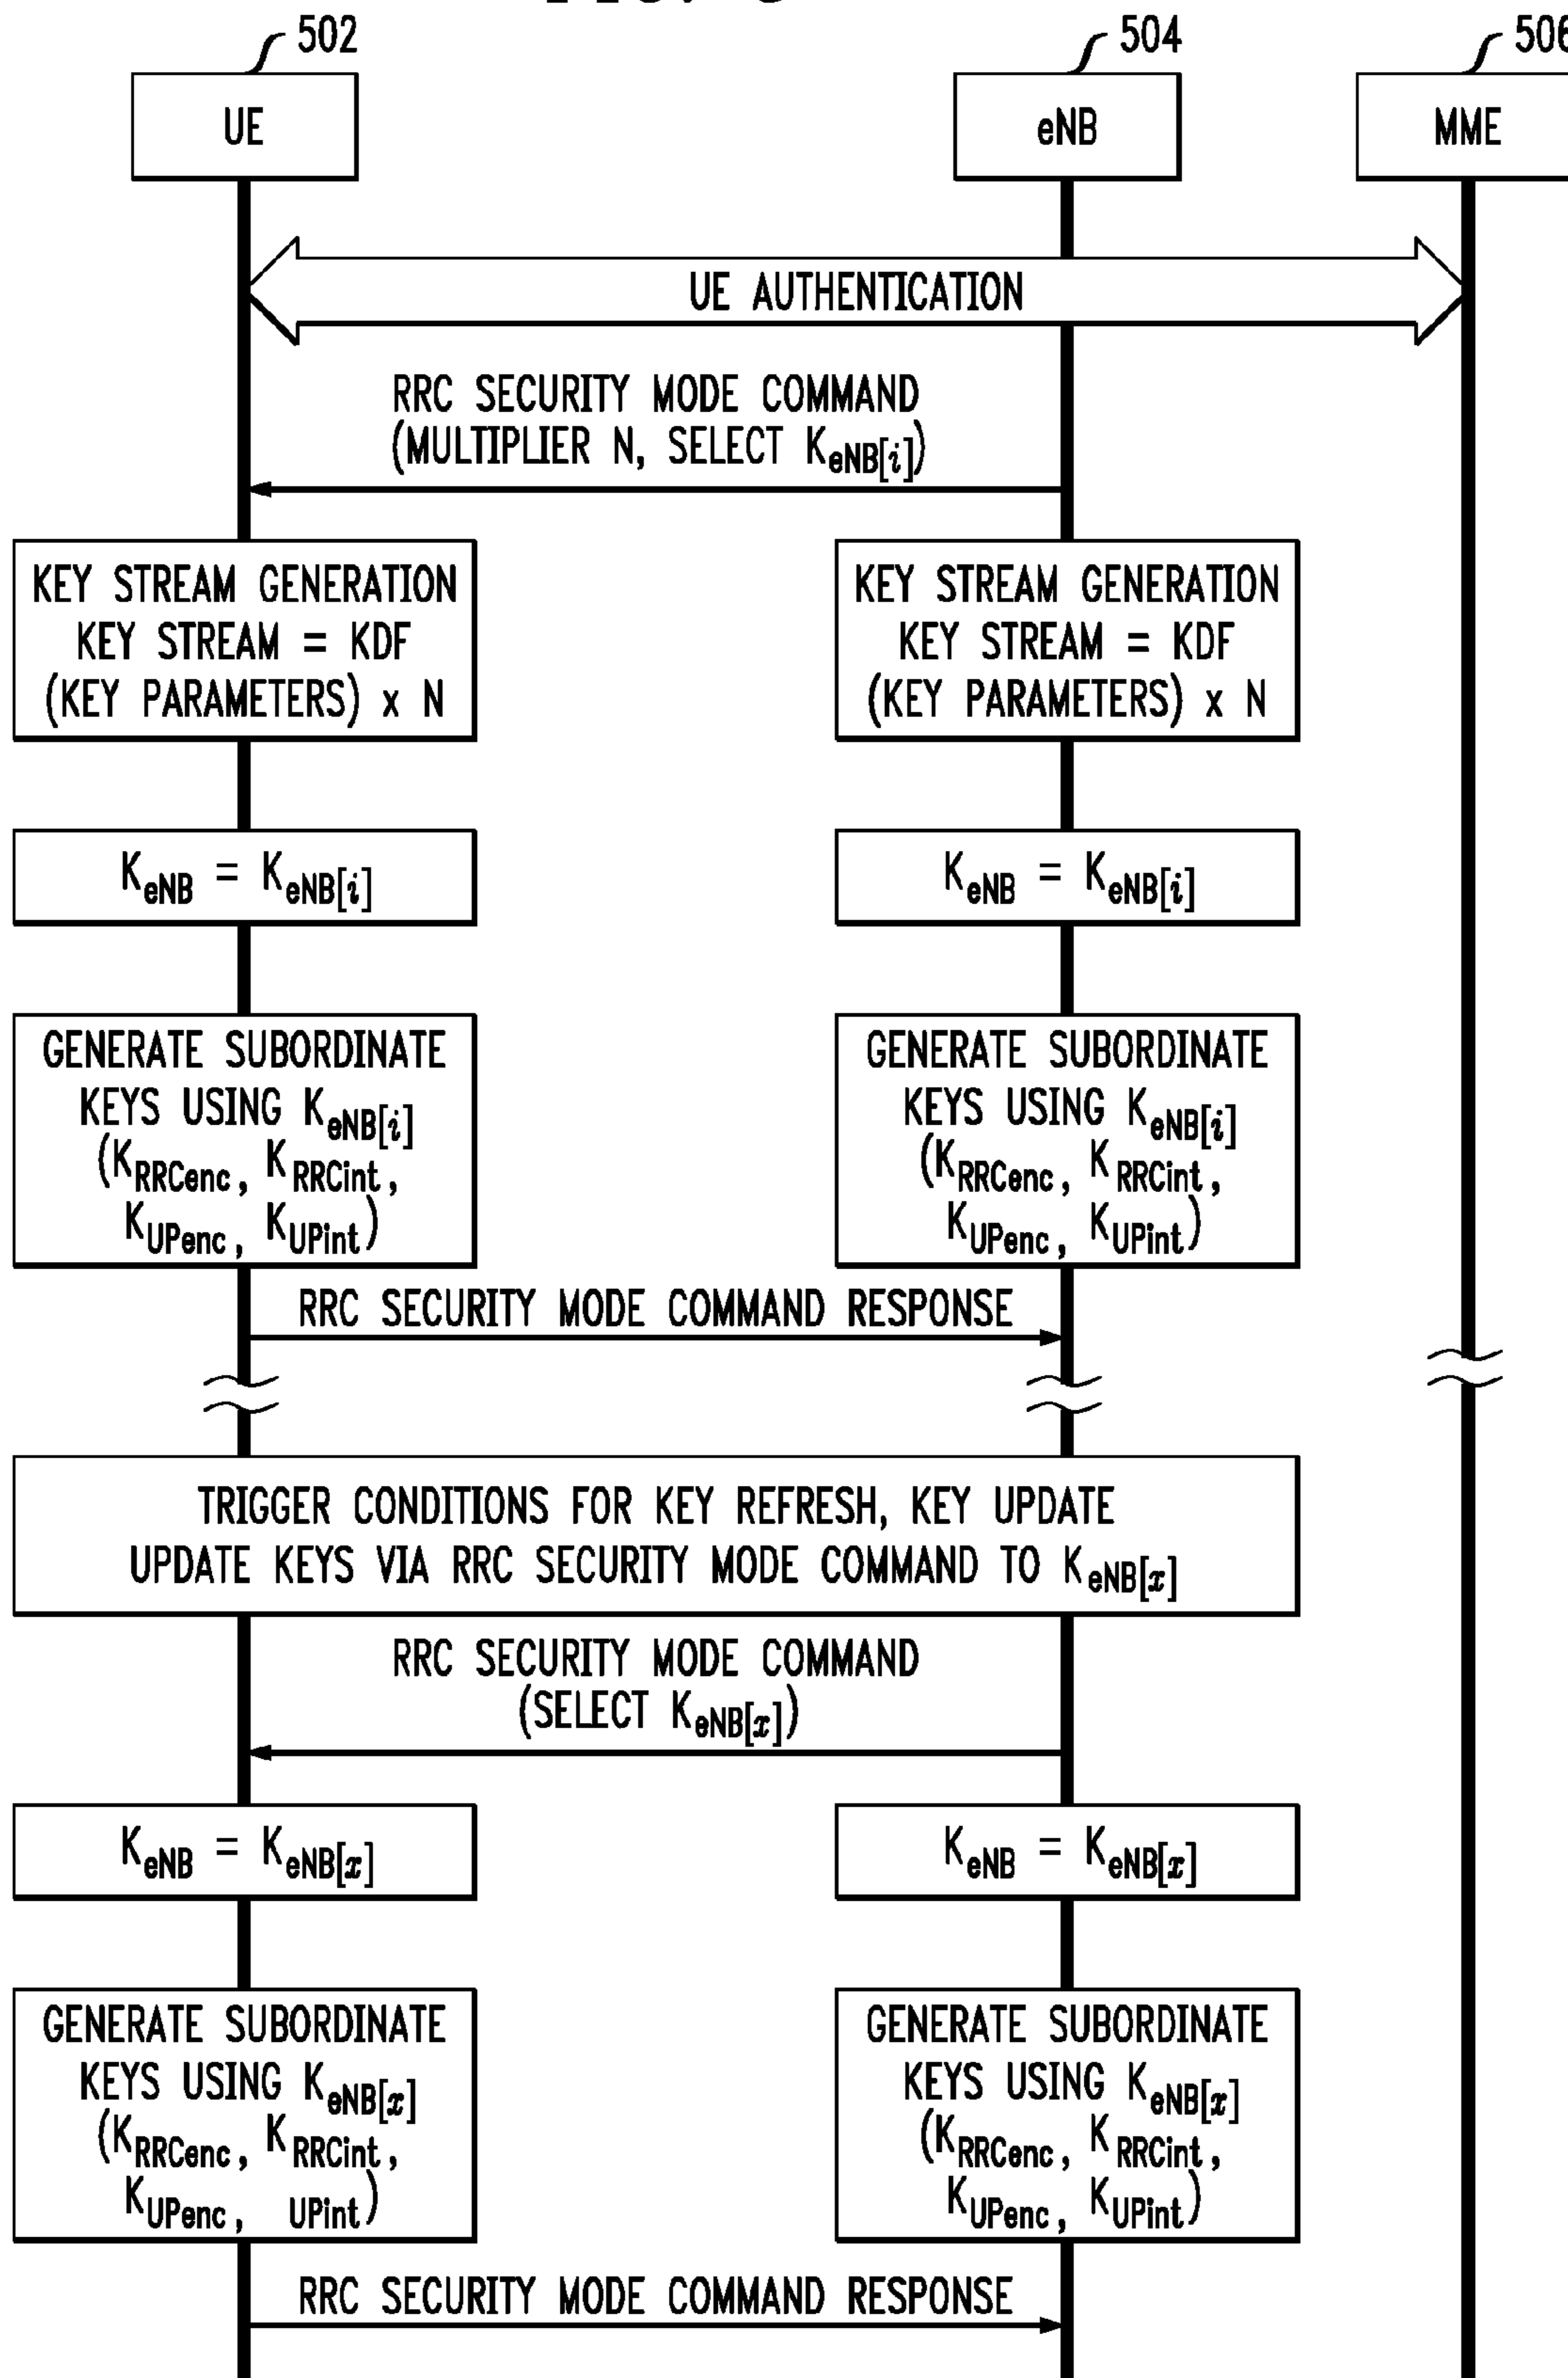 502
504
506
UE
eNB
MME
UE AUTHENTICATION
RRC SECURITY MODE COMMAND
(MULTIPLIER N, SELECT KeNB[i])
KEY STREAM GENERATION
KEY STREAM = KDF
(KEY PARAMETERS) x N
KEY STREAM GENERATION
KEY STREAM = KDF
(KEY PARAMETERS) x N
KeNB = KeNB[i]
KeNB = KeNB[i]
GENERATE SUBORDINATE
KEYS USING KeNB[i]
(KRRCenc, KRRCint,
KUPenc, KUPint)
GENERATE SUBORDINATE
KEYS USING KeNB[i]
(KRRCenc, KRRCint,
KUPenc, KUPint)
RRC SECURITY MODE COMMAND RESPONSE
TRIGGER CONDITIONS FOR KEY REFRESH, KEY UPDATE
UPDATE KEYS VIA RRC SECURITY MODE COMMAND TO KeNB[x]
RRC SECURITY MODE COMMAND
(SELECT KeNB[x])
KeNB = KeNB[x]
KeNB = KeNB[x]
GENERATE SUBORDINATE
KEYS USING KeNB[x]
(KRRCenc, KRRCint,
KUPenc, UPint)
GENERATE SUBORDINATE
KEYS USING KeNB[x]
(KRRCenc, KRRCint,
KUPenc, KUPint)
RRC SECURITY MODE COMMAND RESPONSE